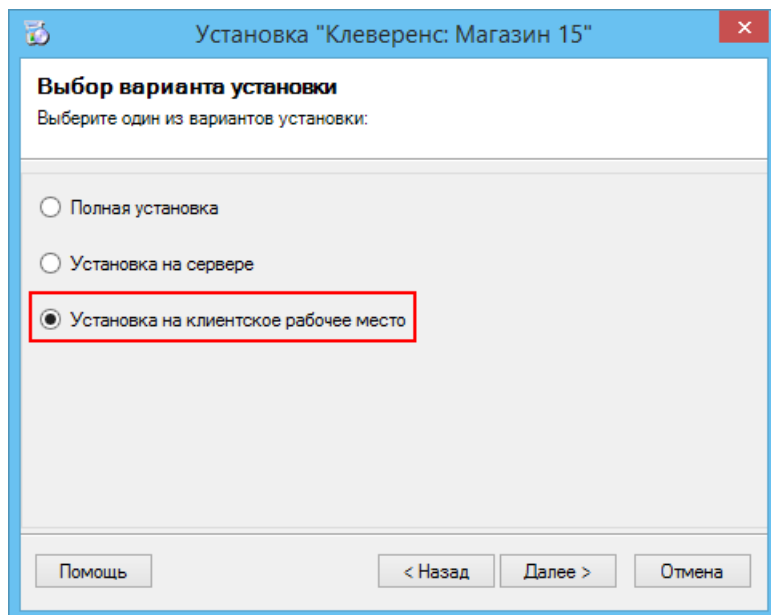 Установка "Клеверенс: Магазин 15"
Выбор варианта установки
Выберите один из вариантов установки:
Полная установка
Установка на сервере
Установка на клиентское рабочее место
Помощь
< Назад
Далее >
Отмена